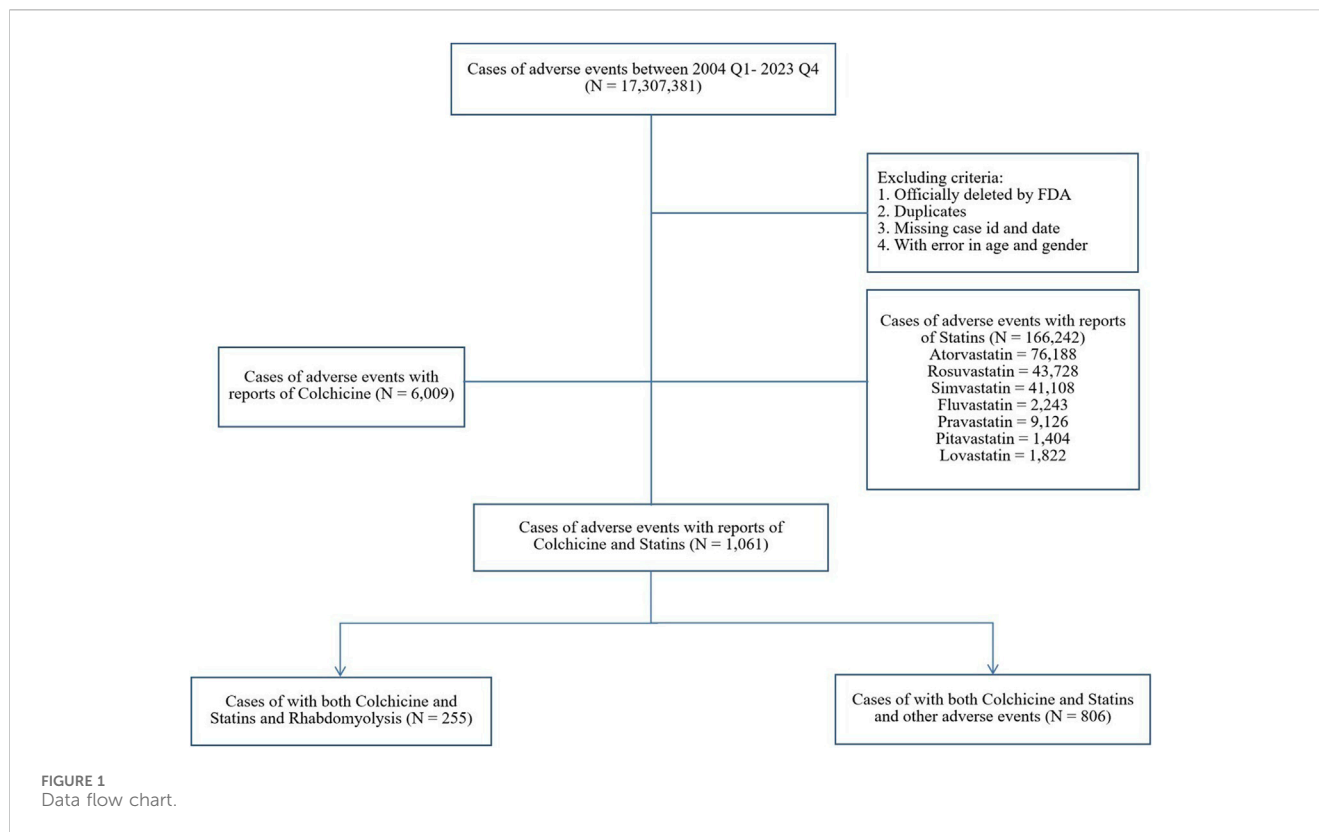 Cases of adverse events between 2004 Q1- 2023 Q4
(N = 17,307,381)
Excluding criteria:
1. Officially deleted by FDA
2. Duplicates
3. Missing case id and date
4. With error in age and gender
Cases of adverse events with
reports of Colchicine (N = 6,009)
Cases of adverse events with reports
of Statins (N = 166,242)
Atorvastatin = 76,188
Rosuvastatin = 43,728
Simvastatin = 41,108
Fluvastatin = 2,243
Pravastatin = 9,126
Pitavastatin = 1,404
Lovastatin = 1,822
Cases of adverse events with reports of
Colchicine and Statins (N = 1,061)
Cases of with both Colchicine and
Statins and Rhabdomyolysis (N = 255)
Cases of with both Colchicine and Statins
and other adverse events (N = 806)
FIGURE 1
Data flow chart.